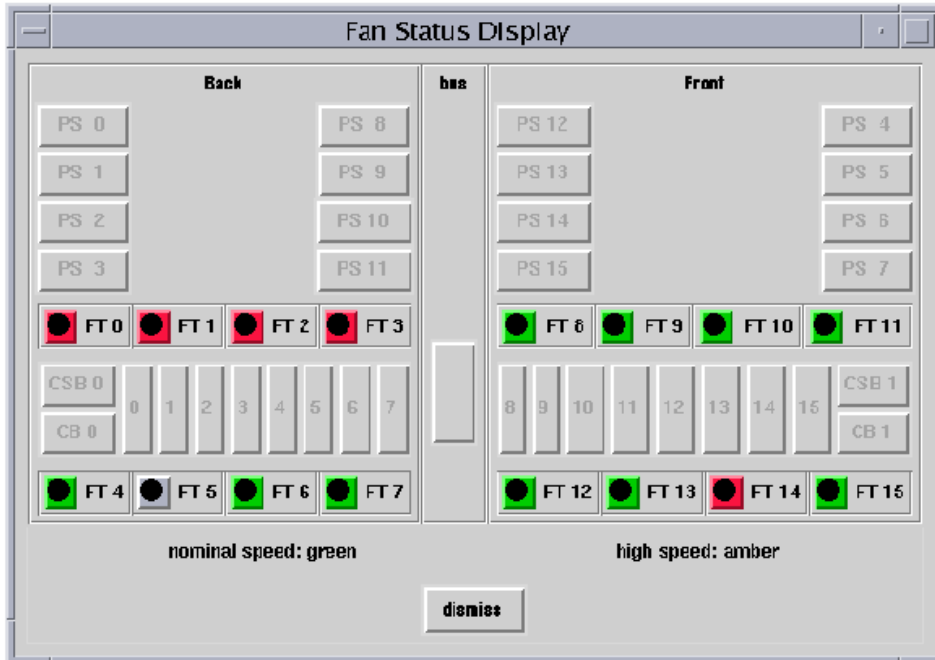 Fan Status Display
Back bus Front
PS 0 PS 8 PS 12 PS 4
PS 1 PS 9 PS 13 PS 5
PS 2 PS 10 PS 14 PS 6
PS 3 PS 11 PS 15 PS 7
FT 0 FT 1 FT 2 FT 3 FT 8 FT 9 FT 10 FT 11
CSB 0 CSB 1
0 1 2 3 4 5 6 7 8 9 10 11 12 13 14 15
CB 0 CB 1
FT 4 FT 5 FT 6 FT 7 FT 12 FT 13 FT 14 FT 15
nominal speed: green high speed: amber
dismiss